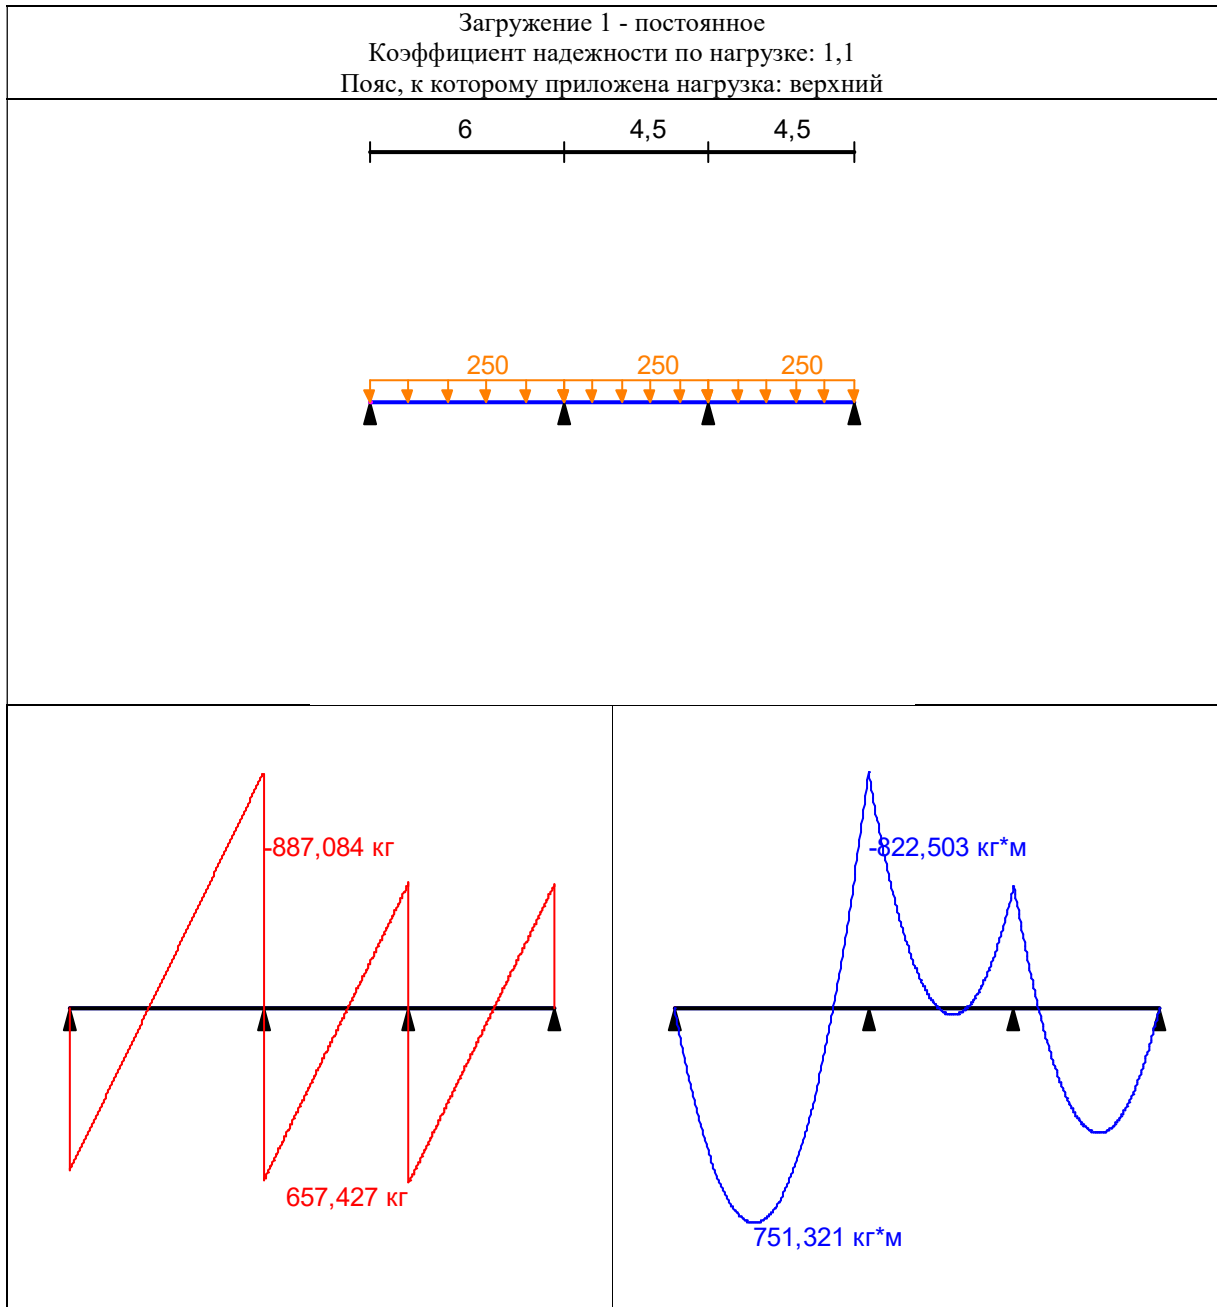 Загружение 1 - постоянное
Коэффициент надежности по нагрузке: 1,1
Пояс, к которому приложена нагрузка: верхний
6 4,5 4,5
250 250 250
-887,084 кг
657,427 кг
-822,503 кг*м
751,321 кг*м